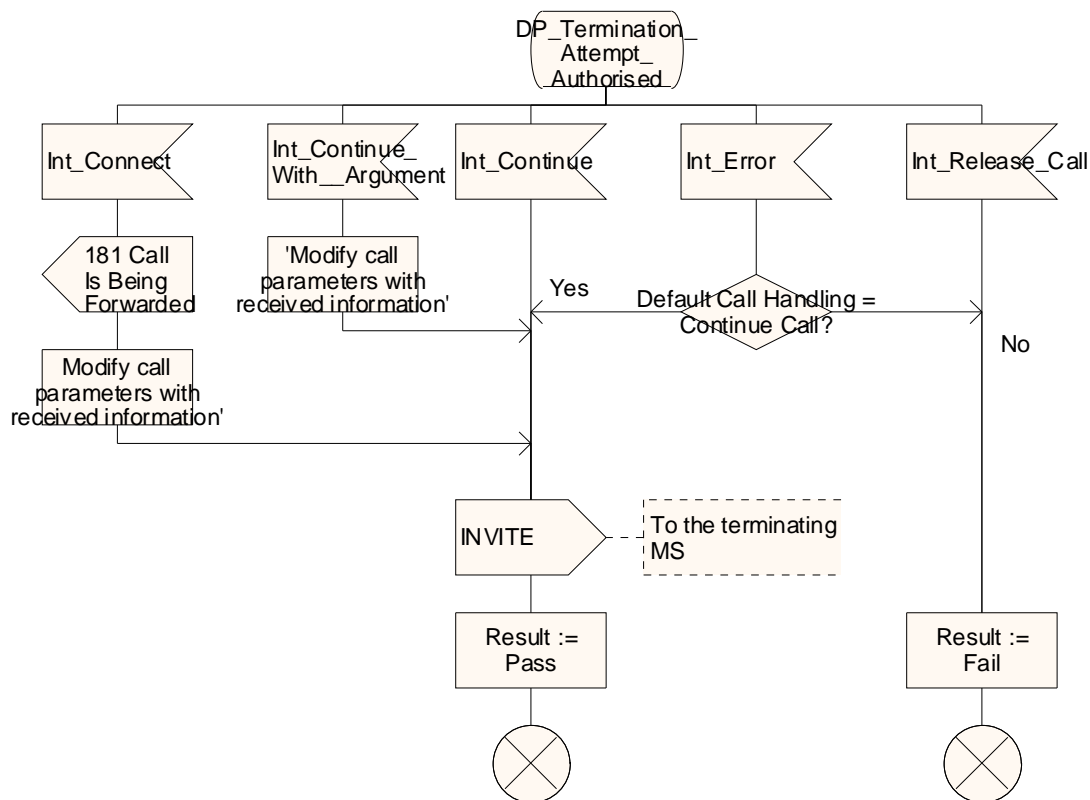 DP_Termination_
Attempt_
Authorised
Int_Connect
Int_Continue_
With__Argument
Int_Continue
Int_Error
Int_Release_Call
181 Call
Is Being
Forwarded
'Modify call
parameters with
received information'
Yes
Default Call Handling =
Continue Call?
No
Modify call
parameters with
received information'
INVITE
To the terminating
MS
Result :=
Pass
Result :=
Fail